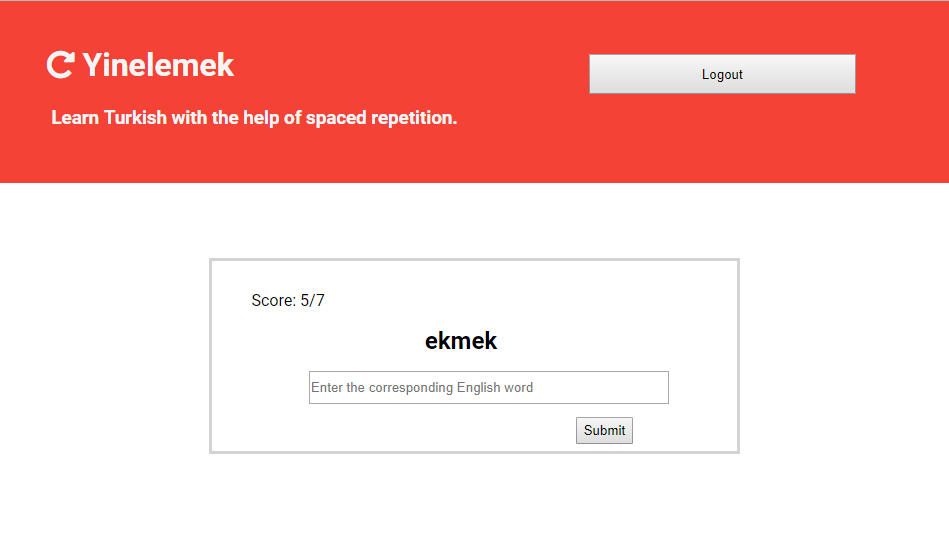 Yinelemek
Logout
Learn Turkish with the help of spaced repetition.
Score: 5/7
ekmek
Enter the corresponding English word
Submit